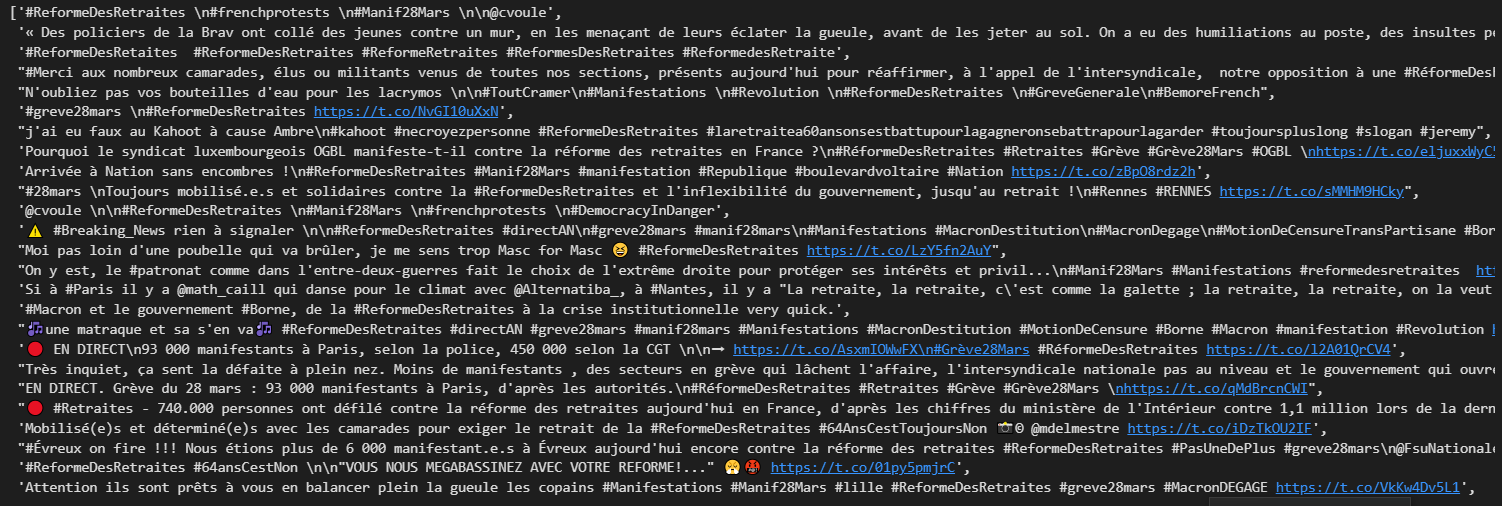 ['#ReformeDesRetraites \n#frenchprotests \n#Manif28Mars \n\n@cvoule',
'« Des policiers de la Brav ont collé des jeunes contre un mur, en les menaçant de leurs éclater la gueule, avant de les jeter au sol. On a eu des humiliations au poste, des insultes
'#ReformeDesRetaites  #ReformeDesRetraites #ReformeRetraites #ReformesDesRetraites #ReformedesRetraite',
"#Merci aux nombreux camarades, élus ou militants venus de toutes nos sections, présents aujourd'hui pour réaffirmer, à l'appel de l'intersyndicale,  notre opposition à une #RéformeDes
"N'oubliez pas vos bouteilles d'eau pour les lacrymos \n\n#ToutCramer\n#Manifestations \n#Revolution \n#ReformeDesRetraites \n#GreveGenerale\n#BemoreFrench",
'#greve28mars \n#ReformeDesRetraites https://t.co/NvGI10uXxN',
"j'ai eu faux au Kahoot à cause Ambre\n#kahoot #necroyezpersonne #ReformeDesRetraites #laretraitea60ansonsestbattupourlagagneronsebattrapourlagarder #toujourspluslong #slogan #jeremy",
'Pourquoi le syndicat luxembourgeois OGBL manifeste-t-il contre la réforme des retraites en France ?\n#RéformeDesRetraites #Retraites #Grève #Grève28Mars #OGBL \nhttps://t.co/eljuxxWyC5
'Arrivée à Nation sans encombres !\n#ReformeDesRetraites #Manif28Mars #manifestation #Republique #boulevardvoltaire #Nation https://t.co/zBpO8rdz2h',
"#28mars \nToujours mobilisé.e.s et solidaires contre la #ReformeDesRetraites et l'inflexibilité du gouvernement, jusqu'au retrait !\n#Rennes #RENNES https://t.co/sMMHM9HCky",
'@cvoule \n\n#ReformeDesRetraites \n#Manif28Mars \n#frenchprotests \n#DemocracyInDanger',
'⚠️ #Breaking_News rien à signaler \n\n#ReformeDesRetraites #directAN\n#greve28mars #manif28mars\n#Manifestations #MacronDestitution\n#MacronDegage\n#MotionDeCensureTransPartisane #Bor
"Moi pas loin d'une poubelle qui va brûler, je me sens trop Masc for Masc 😆 #ReformeDesRetraites https://t.co/LzY5fn2AuY",
"On y est, le #patronat comme dans l'entre-deux-guerres fait le choix de l'extrême droite pour protéger ses intérêts et privil...\n#Manif28Mars #Manifestations #reformedesretraites  htt
'Si à #Paris il y a @math_caill qui danse pour le climat avec @Alternatiba_, à #Nantes, il y a "La retraite, la retraite, c\'est comme la galette ; la retraite, la retraite, on la veut
'#Macron et le gouvernement #Borne, de la #ReformeDesRetraites à la crise institutionnelle very quick.',
"🎶une matraque et sa s'en va🎶 #ReformeDesRetraites #directAN #greve28mars #manif28mars #Manifestations #MacronDestitution #MotionDeCensure #Borne #Macron #manifestation #Revolution
'🔴 EN DIRECT\n93 000 manifestants à Paris, selon la police, 450 000 selon la CGT \n\n➞ https://t.co/AsxmIOWwFX\n#Grève28Mars #RéformeDesRetraites https://t.co/l2A01QrCV4',
"Très inquiet, ça sent la défaite à plein nez. Moins de manifestants , des secteurs en grève qui lâchent l'affaire, l'intersyndicale nationale pas au niveau et le gouvernement qui ouvre
"EN DIRECT. Grève du 28 mars : 93 000 manifestants à Paris, d'après les autorités.\n#RéformeDesRetraites #Retraites #Grève #Grève28Mars \nhttps://t.co/qMdBrcnCWI",
"🔴 #Retraites - 740.000 personnes ont défilé contre la réforme des retraites aujourd'hui en France, d'après les chiffres du ministère de l'Intérieur contre 1,1 million lors de la
'Mobilisé(e)s et déterminé(e)s avec les camarades pour exiger le retrait de la #ReformeDesRetraites #64AnsCestToujoursNon 📷© @mdelmestre https://t.co/iDzTkOU2IF',
"#Évreux on fire !!! Nous étions plus de 6 000 manifestant.e.s à Évreux aujourd'hui encore contre la réforme des retraites #ReformeDesRetraites #PasUneDePlus #greve28mars\n@FsuNationale
'#ReformeDesRetraites #64ansCestNon \n\n"VOUS NOUS MEGABASSINEZ AVEC VOTRE REFORME!..." 😤🤬 https://t.co/01py5pmjrC',
'Attention ils sont prêts à vous en balancer plein la gueule les copains #Manifestations #Manif28Mars #lille #ReformeDesRetraites #greve28mars #MacronDEGAGE https://t.co/VkKw4Dv5L1',